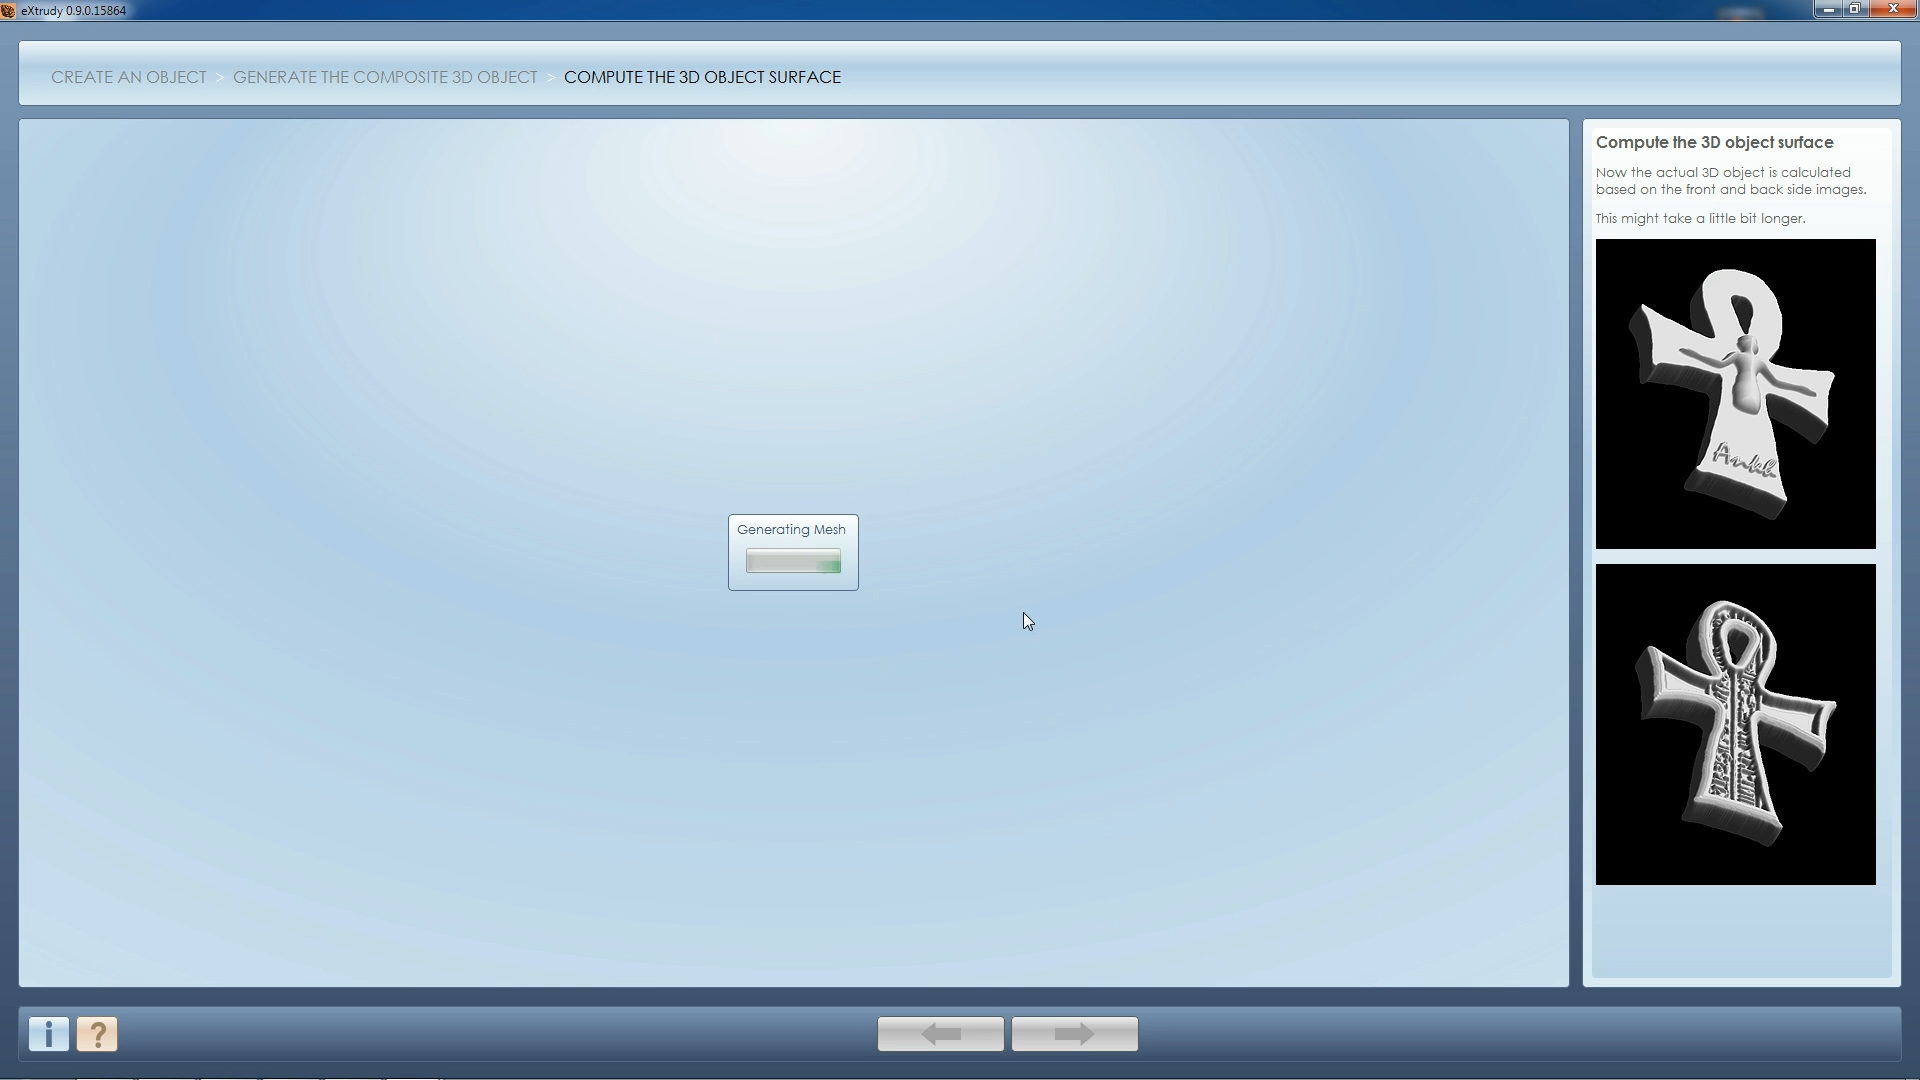 eXtrudy 0.9.0.15864
CREATE AN OBJECT > GENERATE THE COMPOSITE 3D OBJECT > COMPUTE THE 3D OBJECT SURFACE
Generating Mesh
Compute the 3D object surface
Now the actual 3D object is calculated
based on the front and back side images.
This might take a little bit longer.
Ankh
i ?